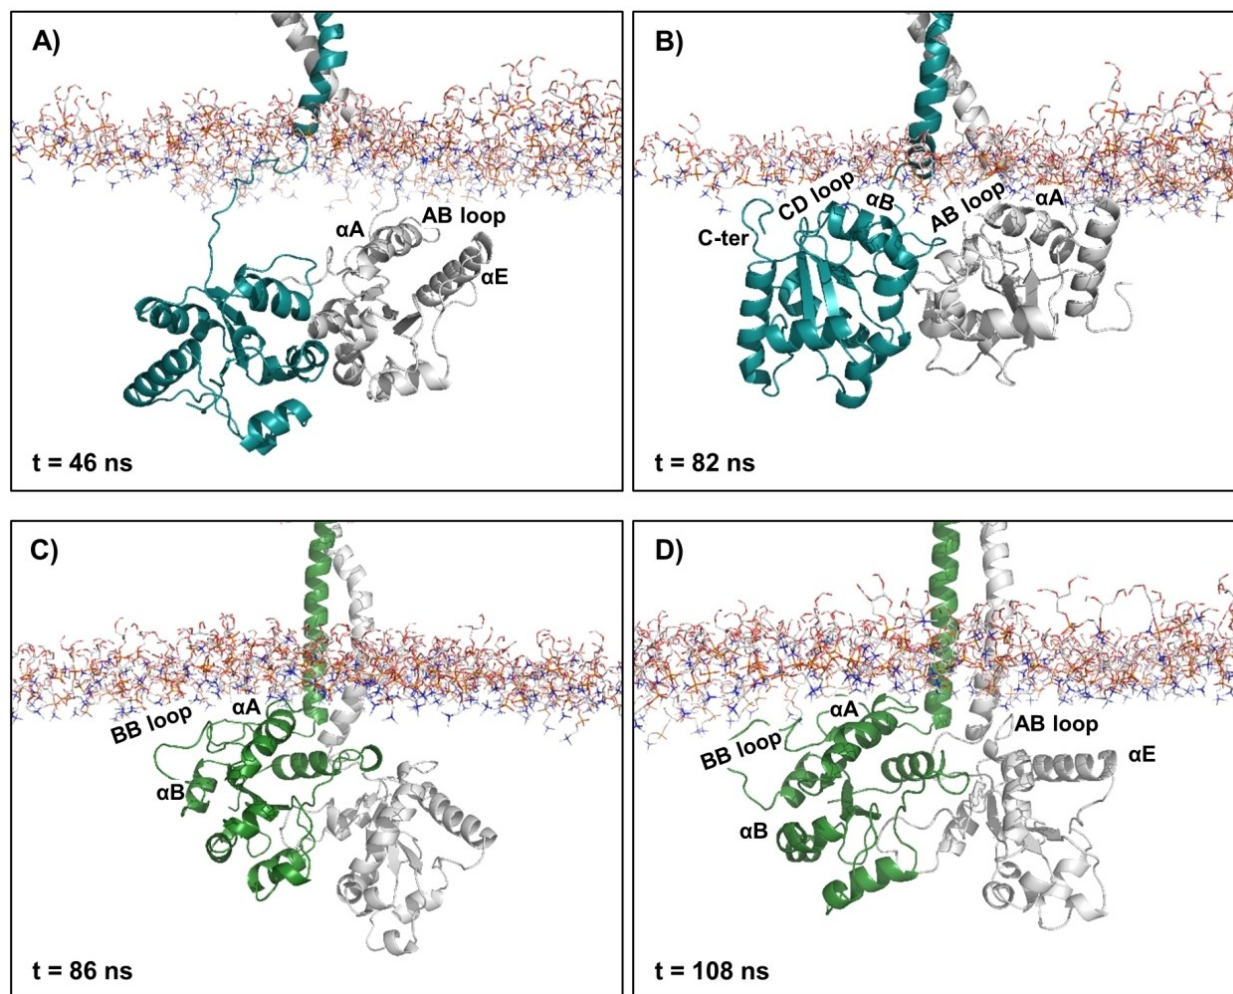 A)
αA
AB loop
αE
t = 46 ns
B)
CD loop
αB
AB loop
αA
C-ter
t = 82 ns
C)
BB loop
αA
αB
t = 86 ns
D)
αA
AB loop
BB loop
αE
αB
t = 108 ns